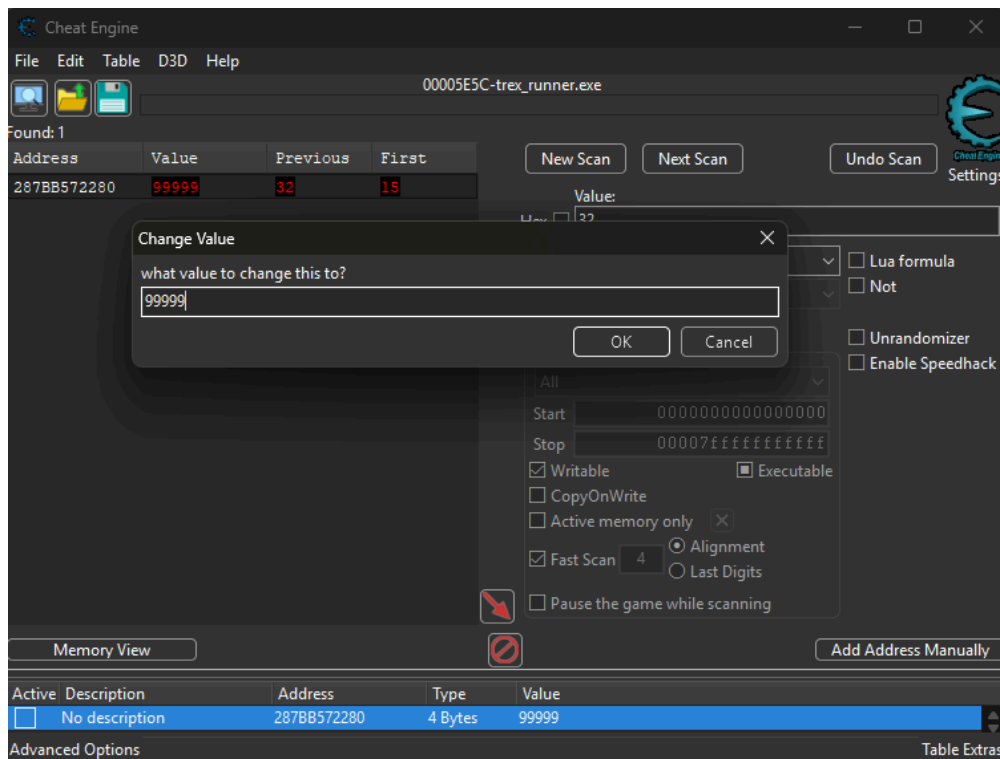 Cheat Engine
File Edit Table D3D Help
00005E5C-trex_runner.exe
Found: 1
Address Value Previous First
287BB572280 99999 32 15
New Scan Next Scan Undo Scan
Cheat Engine
Settings
Value:
Hex 32
Change Value
what value to change this to?
99999
OK Cancel
Lua formula
Not
Unrandomizer
Enable Speedhack
All
Start 0000000000000000
Stop 00007fffffffffff
Writable Executable
CopyOnWrite
Active memory only
Fast Scan 4 Alignment
Last Digits
Pause the game while scanning
Memory View Add Address Manually
Active Description Address Type Value
No description 287BB572280 4 Bytes 99999
Advanced Options Table Extras